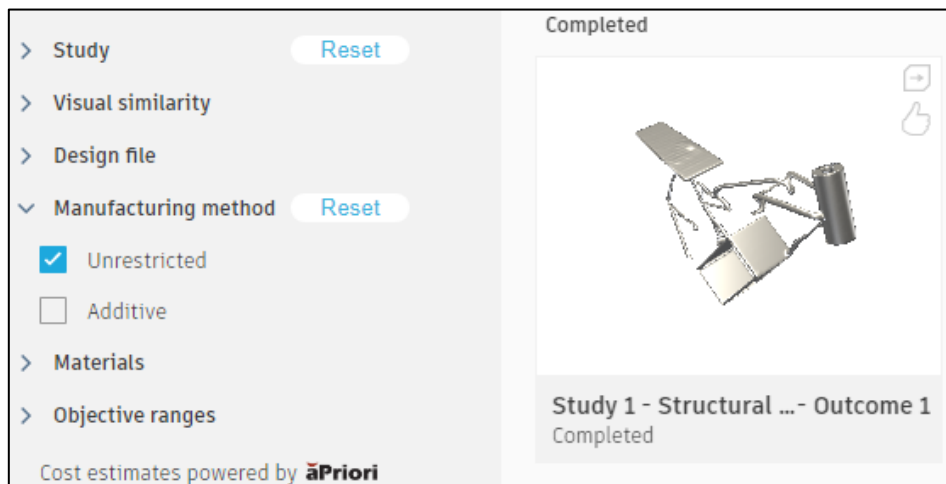 Study Reset
Visual similarity
Design file
Manufacturing method Reset
Unrestricted
Additive
Materials
Objective ranges
Cost estimates powered by aPriori
Completed
Study 1 - Structural ...- Outcome 1
Completed